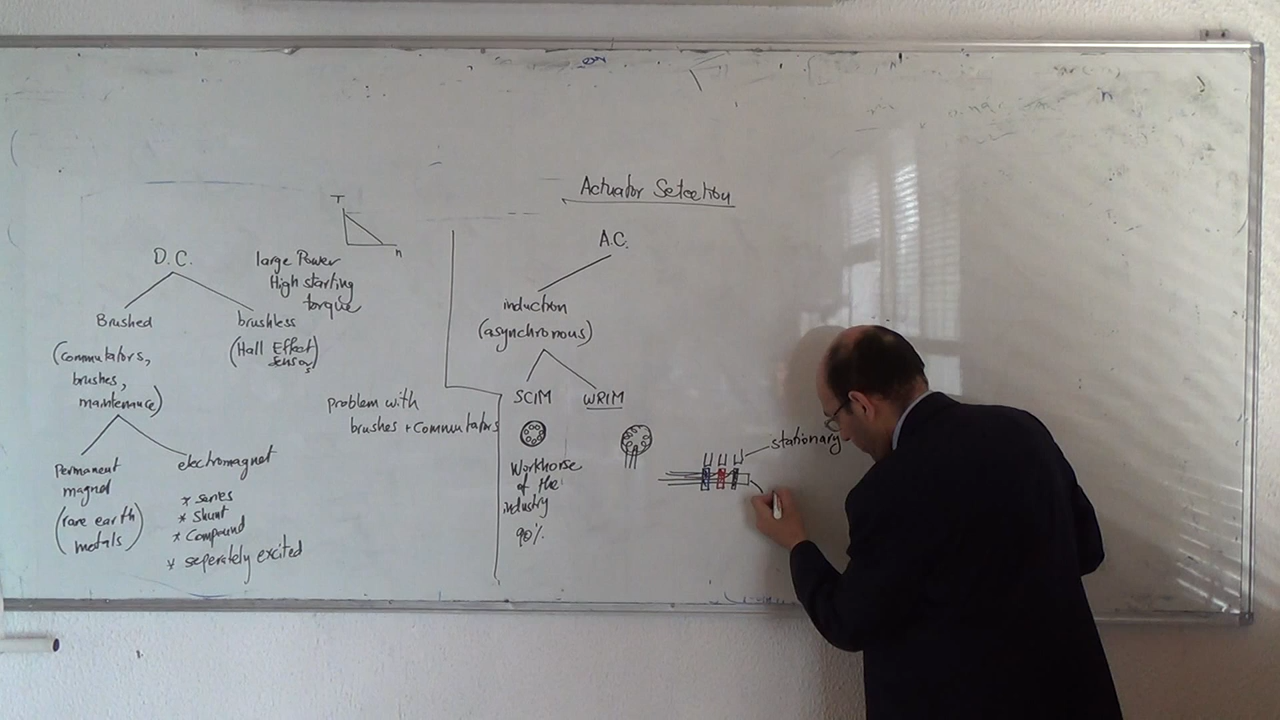 Actuator Selection
T
n
D.C.
large Power
High starting
torque
Brushed
brushless
(Commutators,
brushes,
maintenance)
(Hall Effect
Sensors)
Permanent
magnet
(rare earth
metals)
electromagnet
* series
* Shunt
* Compound
* seperately excited
problem with
brushes + Commutators
A.C.
induction
(asynchronous)
SCIM
WRIM
Workhorse
of the
industry
90%
stationary